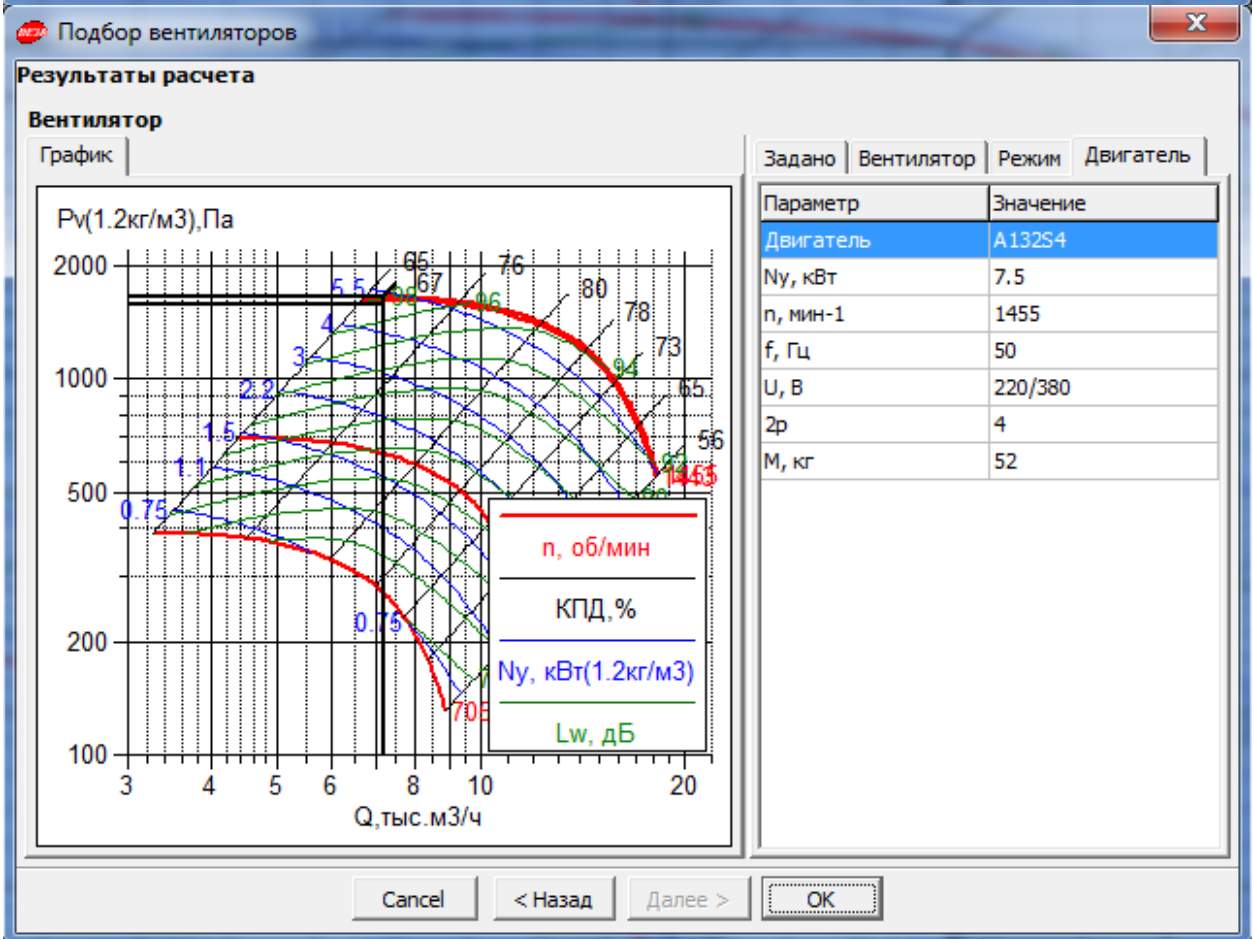 ВЕЗА Подбор вентиляторов
Результаты расчета
Вентилятор
График
Задано Вентилятор Режим Двигатель
Pv(1.2кг/м3),Па
2000
1000
500
200
100
3 4 5 6 8 10 20
Q,тыс.м3/ч
65
67
76
80
78
73
65
56
5.5
4
3
2.2
1.5
1.1
0.75
0.75
98
96
94
92
1455
n, об/мин
КПД,%
Ny, кВт(1.2кг/м3)
Lw, дБ
Параметр Значение
Двигатель A132S4
Ny, кВт 7.5
n, мин-1 1455
f, Гц 50
U, В 220/380
2p 4
M, кг 52
Cancel < Назад Далее > OK